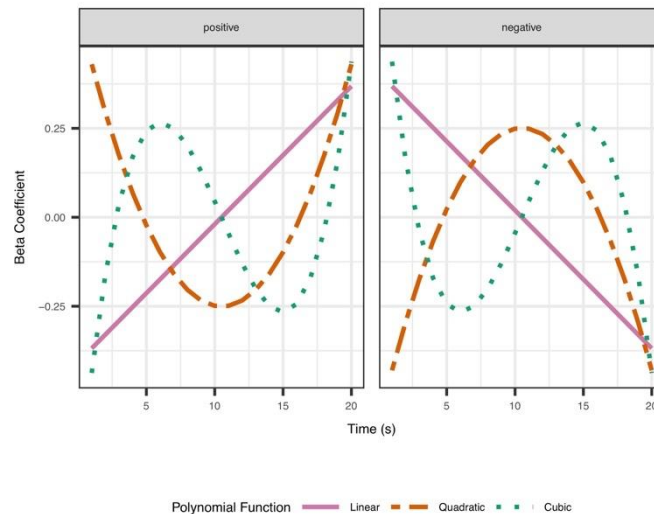 positive
negative
0.25
0.00
−0.25
5
10
15
20
5
10
15
20
Beta Coefficient
Time (s)
Polynomial Function Linear Quadratic Cubic